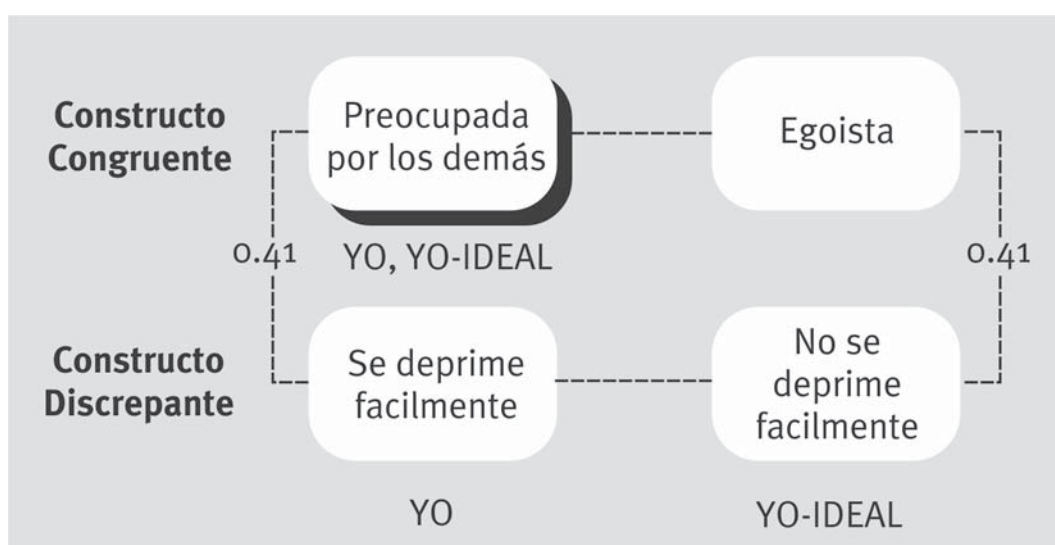 Constructo
Congruente
Preocupada
por los demás
Egoista
0.41
YO, YO-IDEAL
0.41
Constructo
Discrepante
Se deprime
facilmente
No se
deprime
facilmente
YO
YO-IDEAL